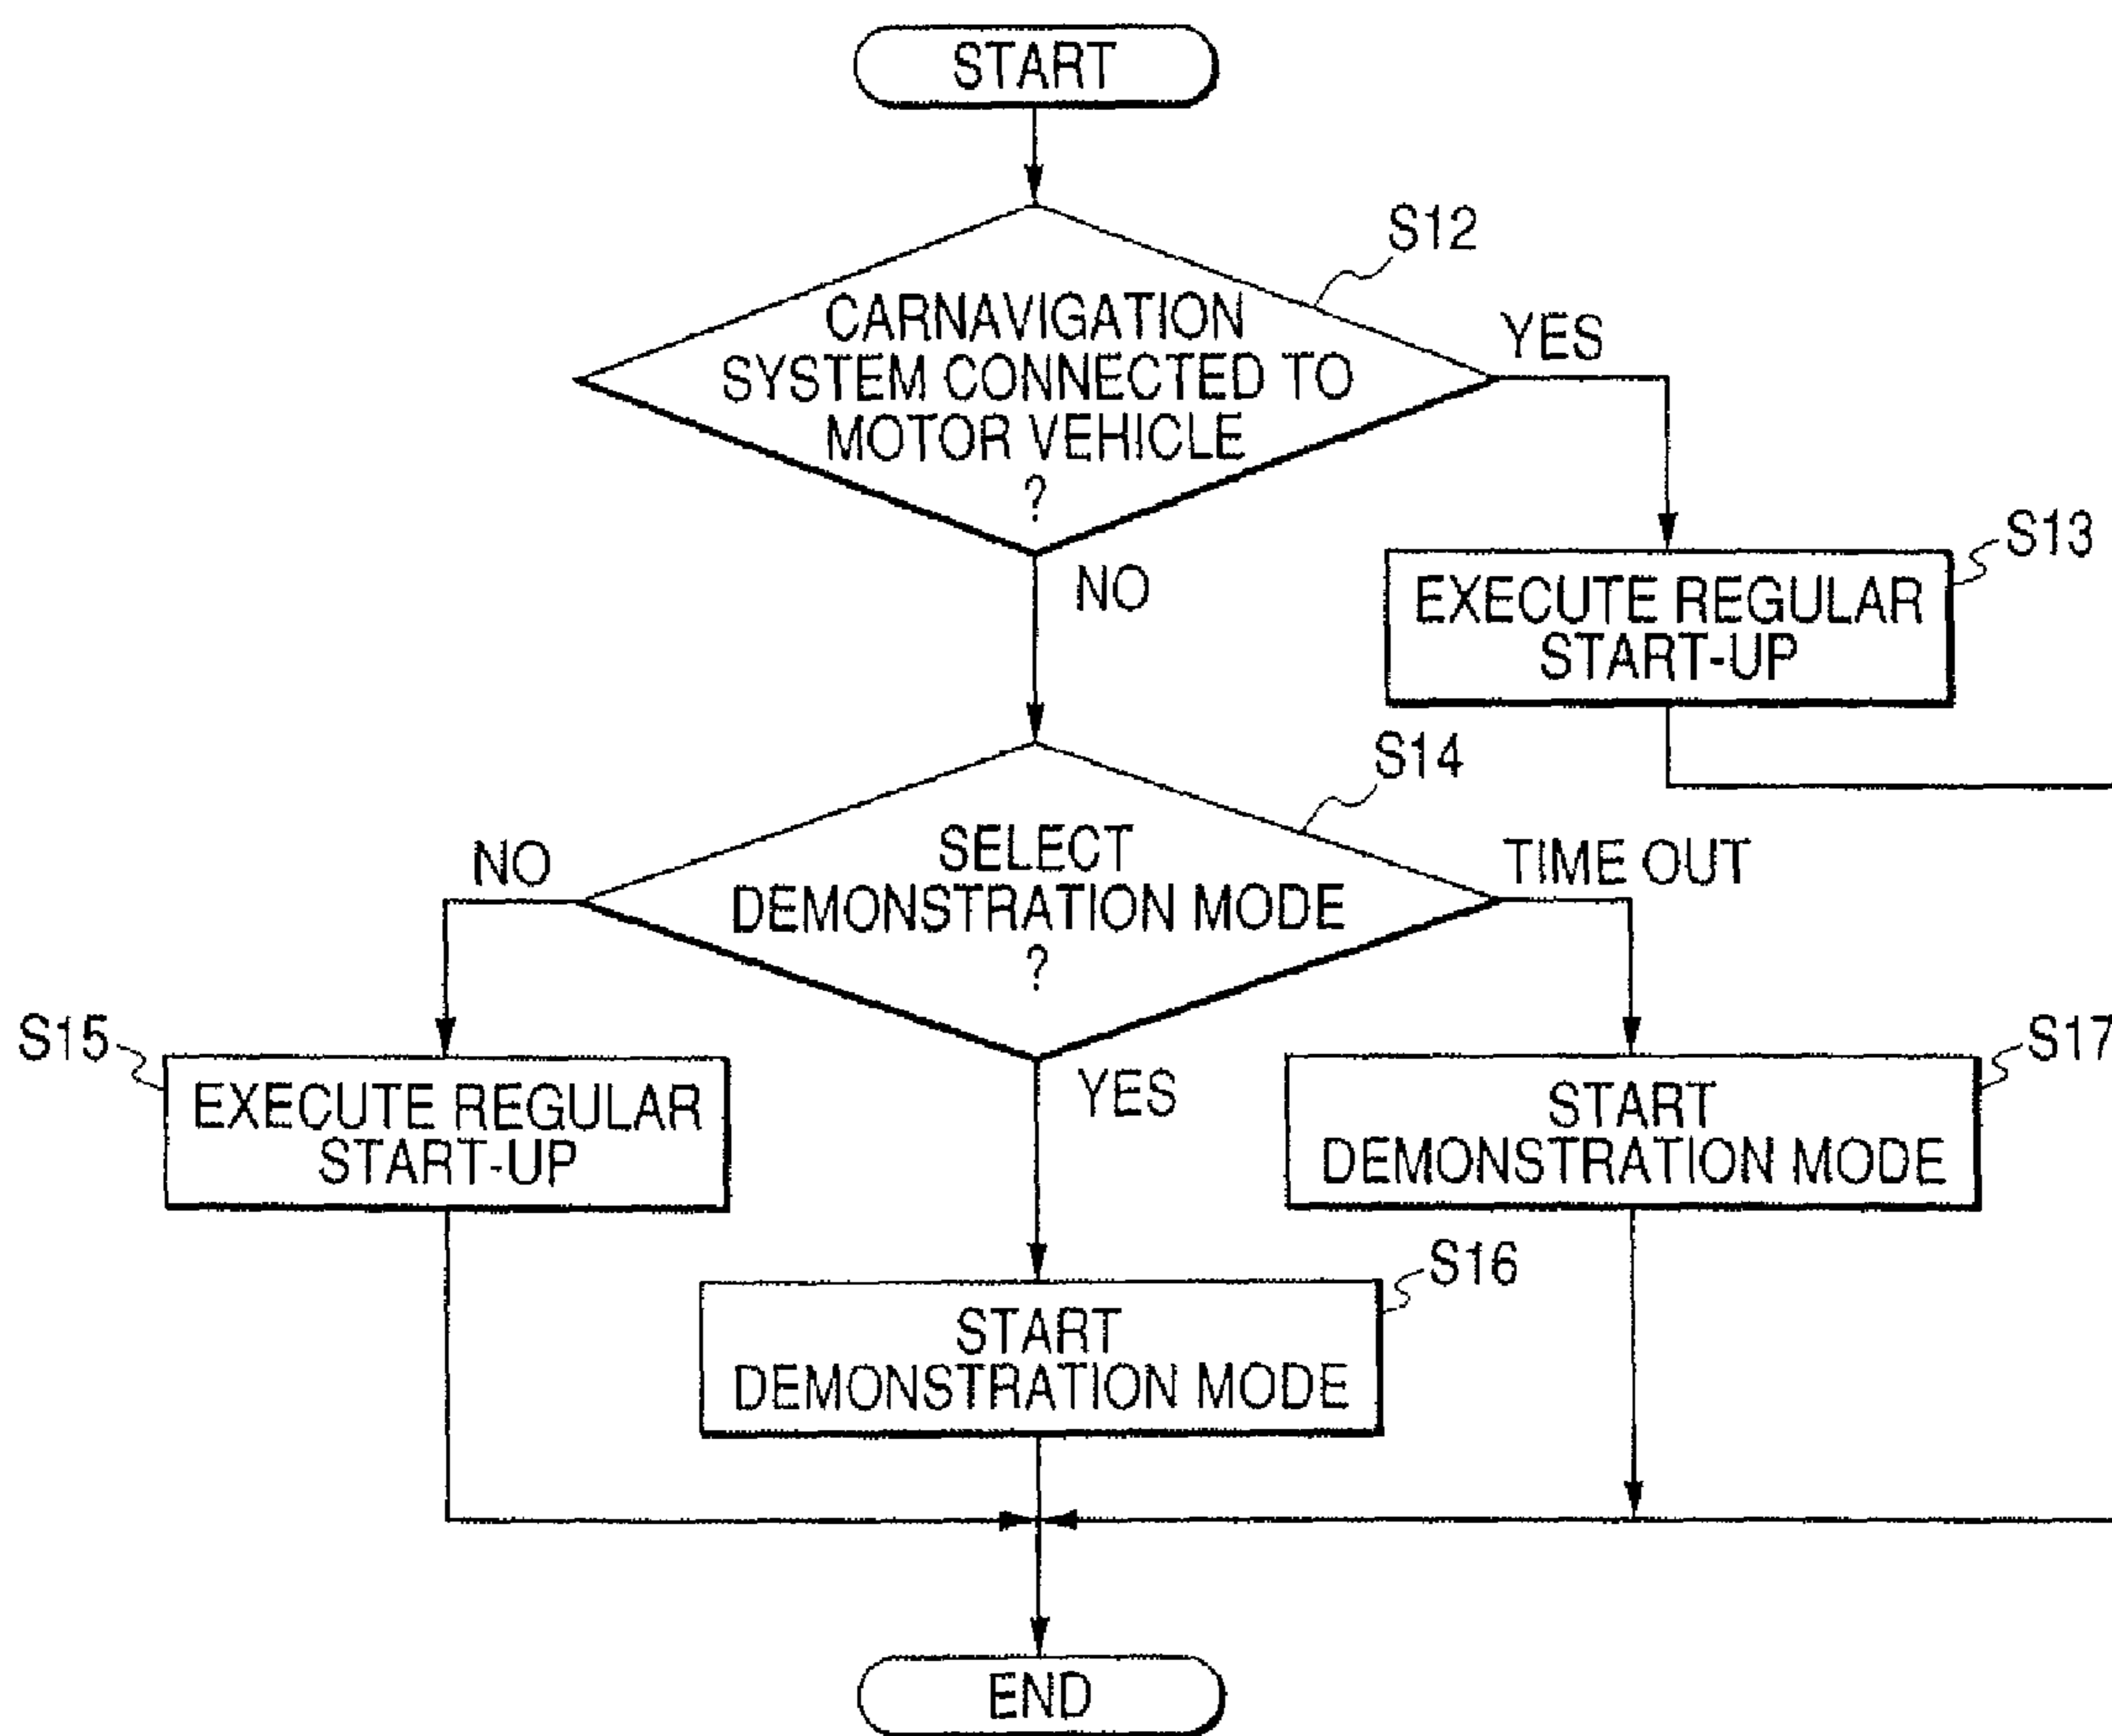 START
S12
CARNAVIGATION
SYSTEM CONNECTED TO
MOTOR VEHICLE
?
YES
NO
S13
EXECUTE REGULAR
START-UP
S14
SELECT
DEMONSTRATION MODE
?
NO
TIME OUT
YES
S15
EXECUTE REGULAR
START-UP
S17
START
DEMONSTRATION MODE
S16
START
DEMONSTRATION MODE
END